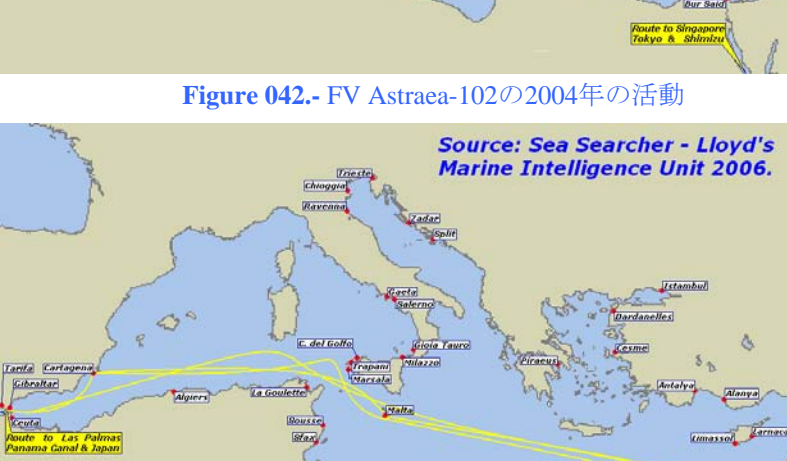 Bur Said
Route to Singapore
Tokyo & Shimizu
Figure 042.- FV Astraea-102の2004年の活動
Source: Sea Searcher - Lloyd's
Marine Intelligence Unit 2006.
Trieste
Chioggia
Ravenna
Zadar
Split
Istambul
Gaeta
Salerno
Dardanelles
C. del Golfo
Gioia Tauro
Cesme
Tarifa
Cartagena
Trapani
Milazzo
Piraeus
Gibraltar
Marsala
Antalya
Algiers
La Goulette
Alanya
Malta
Ceuta
Sousse
Route to Las Palmas
Panama Canal & Japan
Sfax
Limassol
Larnaca